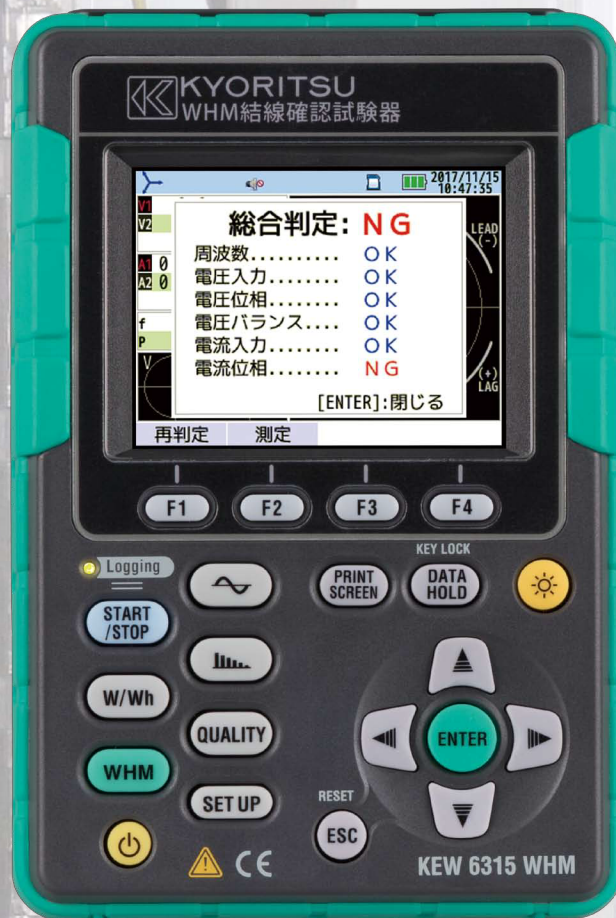 KYORITSU
WHM結線確認試験器
2017/11/15
10:47:35
V1
V2
A1 0
A2 0
f
P
V
LEAD
(-)
(+)
LAG
総合判定: NG
周波数.......... OK
電圧入力........ OK
電圧位相........ OK
電圧バランス.... OK
電流入力........ OK
電流位相........ NG
[ENTER]:閉じる
再判定 測定
F1 F2 F3 F4
KEY LOCK
Logging
PRINT SCREEN
DATA HOLD
START /STOP
W/Wh
QUALITY
ENTER
WHM
SET UP
RESET
ESC
CE
KEW 6315 WHM